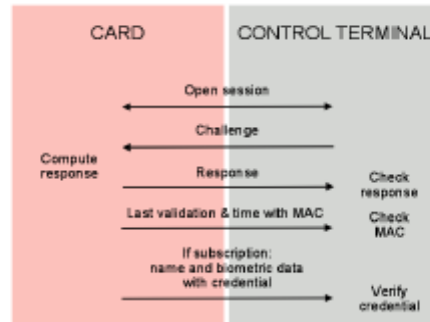 CARD
CONTROL TERMINAL
Open session
Challenge
Compute
response
Response
Check
response
Last validation & time with MAC
Check
MAC
If subscription:
name and biometric data
with credential
Verify
credential